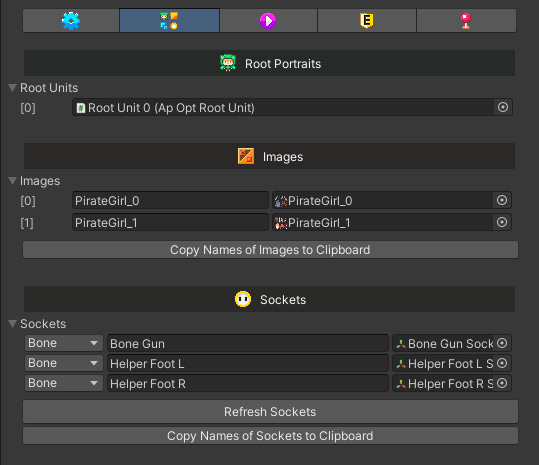 Root Portraits
Root Units
[0] Root Unit 0 (Ap Opt Root Unit)
Images
Images
[0] PirateGirl_0 PirateGirl_0
[1] PirateGirl_1 PirateGirl_1
Copy Names of Images to Clipboard
Sockets
Sockets
Bone Bone Gun Bone Gun Sock
Bone Helper Foot L Helper Foot L S
Bone Helper Foot R Helper Foot R S
Refresh Sockets
Copy Names of Sockets to Clipboard